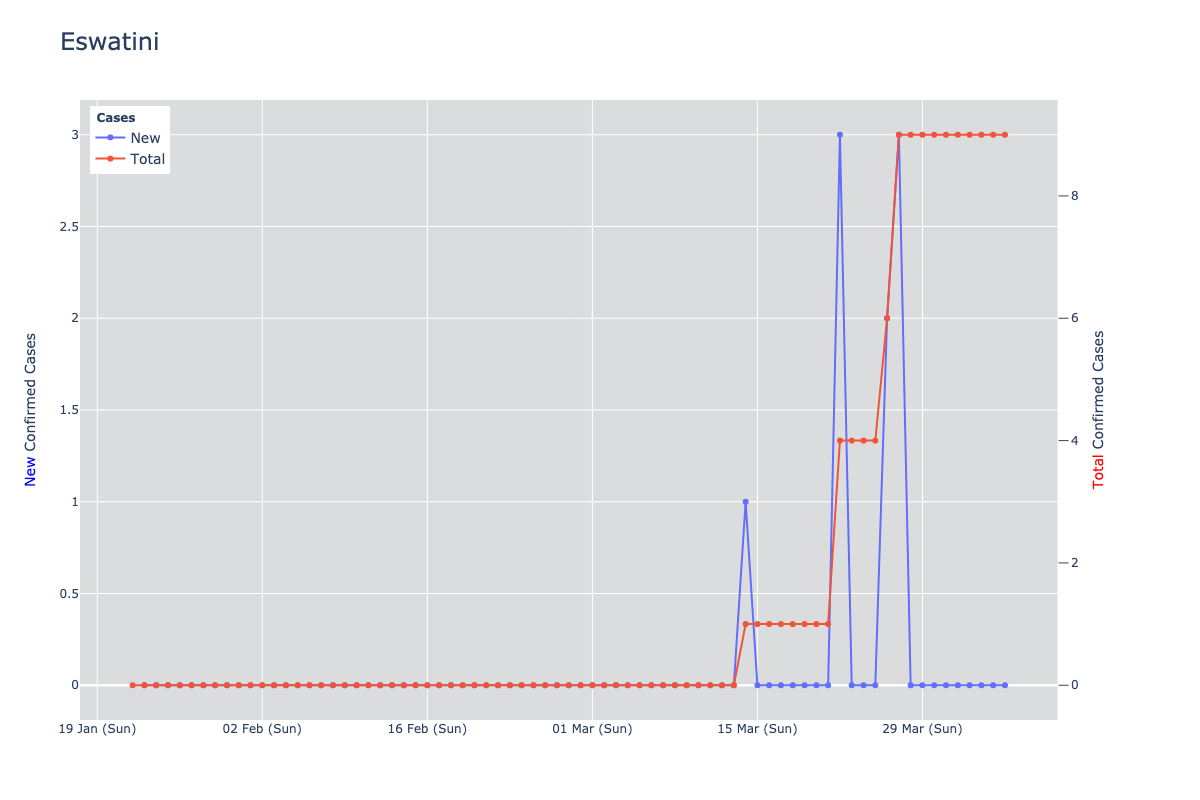 Eswatini
Cases
New
Total
3
2.5
2
1.5
1
0.5
0
8
6
4
2
0
New Confirmed Cases
Total Confirmed Cases
19 Jan (Sun)
02 Feb (Sun)
16 Feb (Sun)
01 Mar (Sun)
15 Mar (Sun)
29 Mar (Sun)